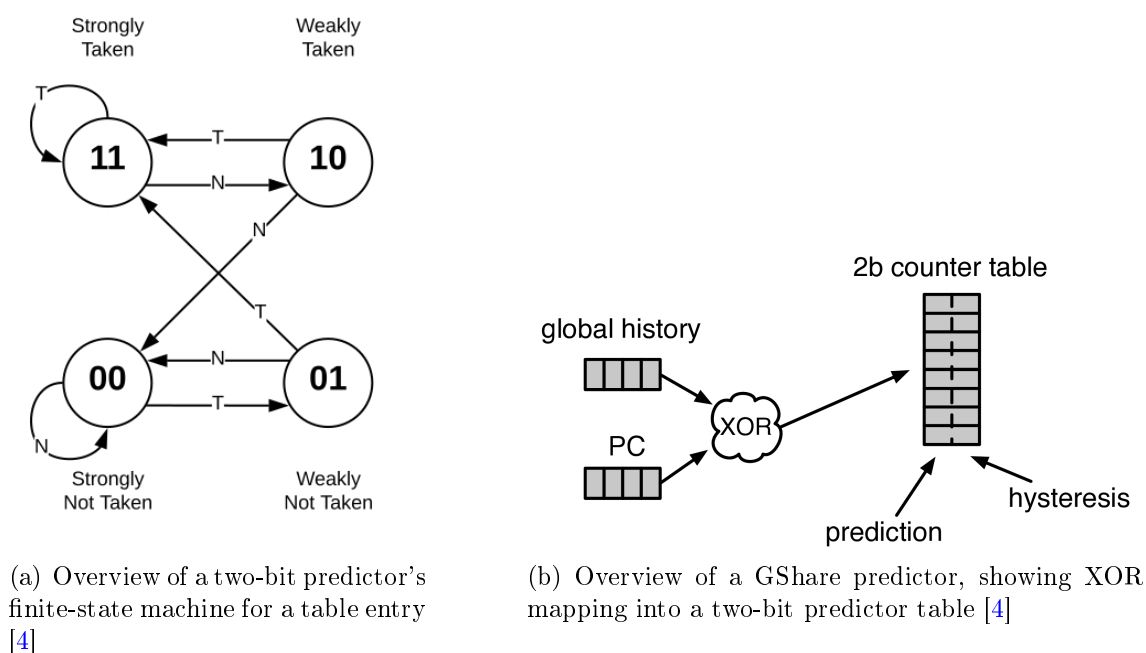 Strongly
Taken
Weakly
Taken
T
11
T
10
N
N
T
00
N
01
T
N
Strongly
Not Taken
Weakly
Not Taken
(a) Overview of a two-bit predictor's
finite-state machine for a table entry
[4]
2b counter table
global history
XOR
PC
hysteresis
prediction
(b) Overview of a GShare predictor, showing XOR
mapping into a two-bit predictor table [4]